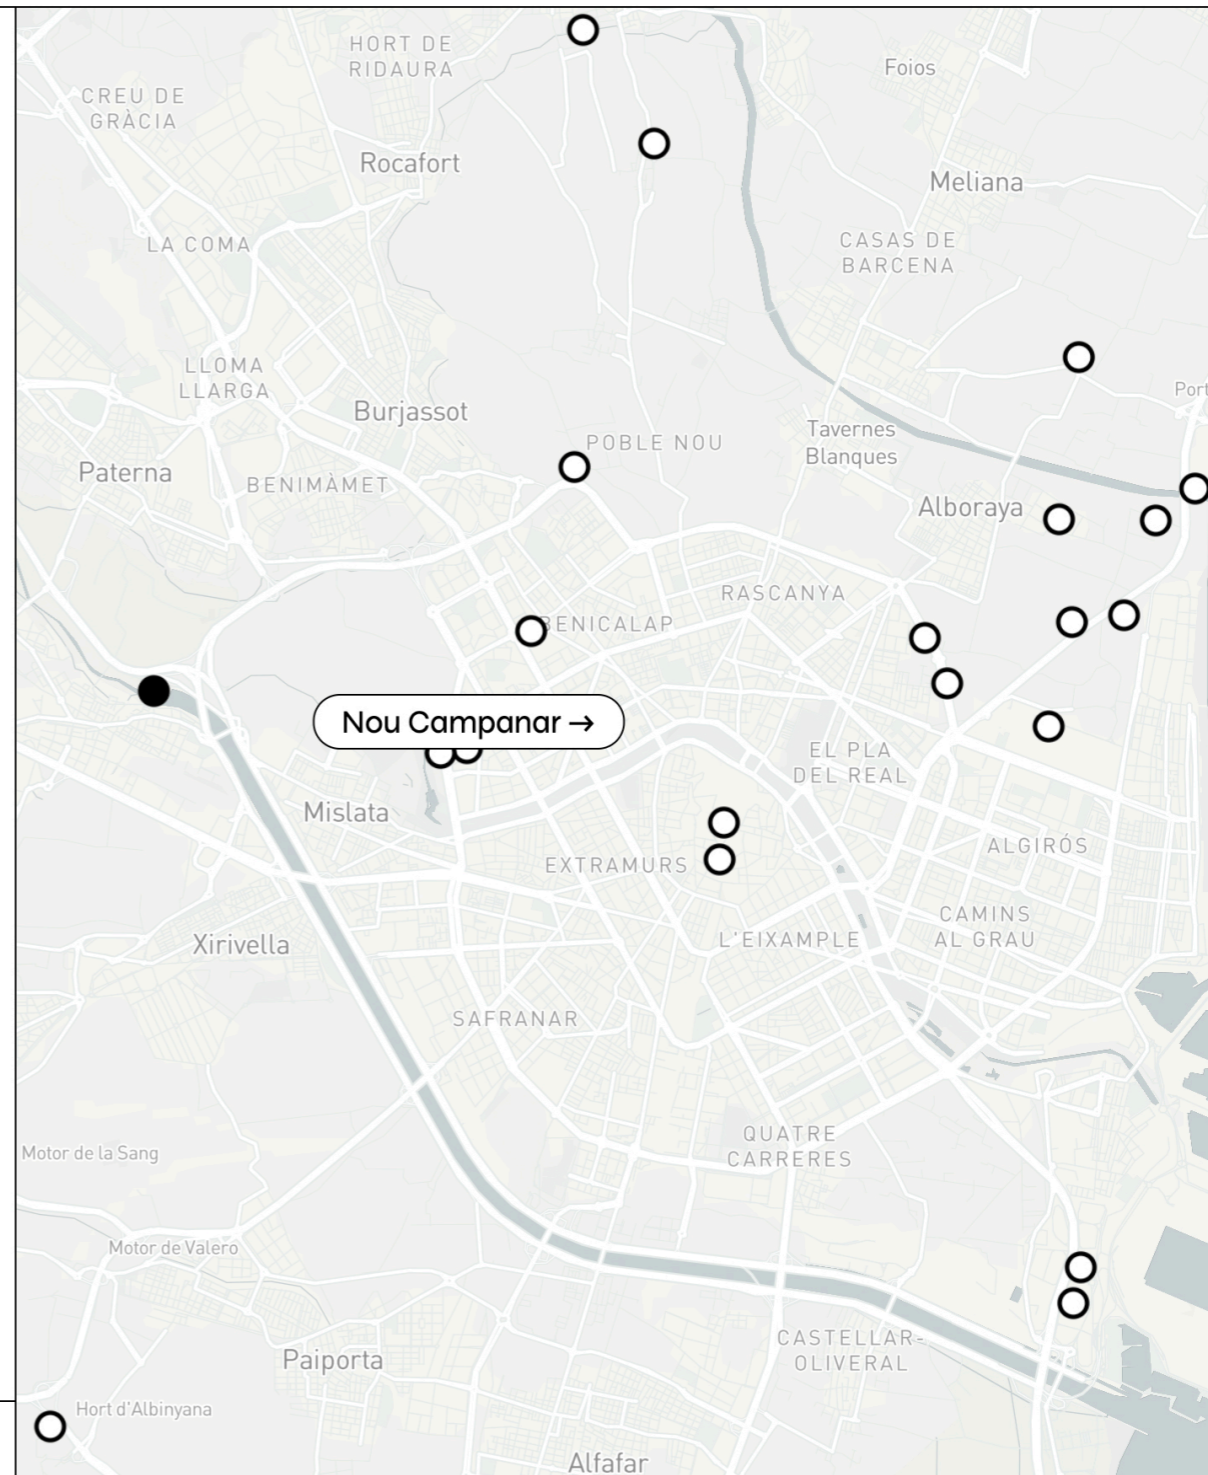 HORT DE
RIDAURA
Foios
CREU DE
GRÀCIA
Rocafort
Meliana
LA COMA
CASAS DE
BARCENA
LLOMA
LLARGA
Port
Burjassot
Tavernes
Blanques
POBLE NOU
Paterna
BENIMÀMET
Alboraya
RASCANYA
BENICALAP
Nou Campanar →
EL PLA
DEL REAL
Mislata
ALGIRÓS
EXTRAMURS
CAMINS
AL GRAU
Xirivella
L'EIXAMPLE
SAFRANAR
QUATRE
CARRERES
Motor de la Sang
Motor de Valero
CASTELLAR-
OLIVERAL
Paiporta
Hort d'Albinyana
Alfafar